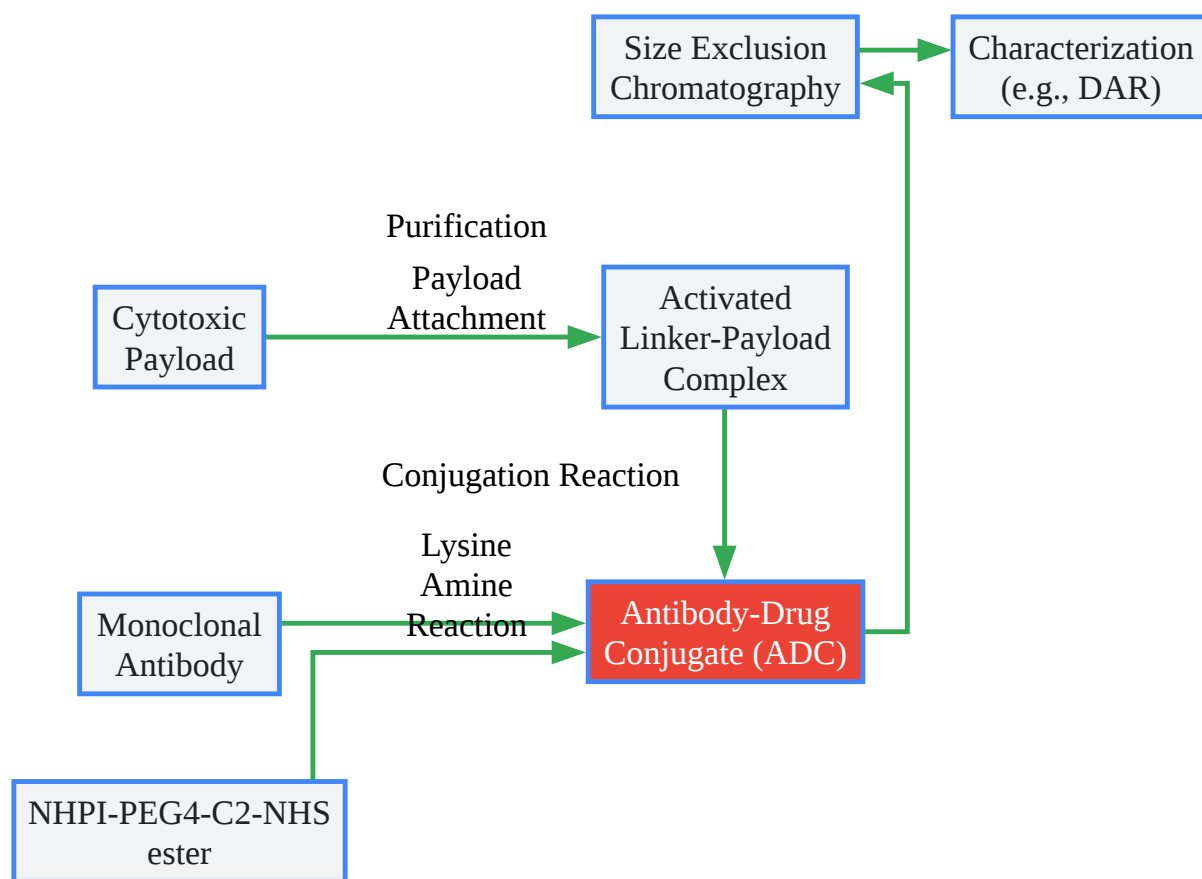 Size Exclusion
Chromatography
Characterization
(e.g., DAR)
Purification
Payload
Attachment
Cytotoxic
Payload
Activated
Linker-Payload
Complex
Conjugation Reaction
Lysine
Amine
Reaction
Monoclonal
Antibody
Antibody-Drug
Conjugate (ADC)
NHPI-PEG4-C2-NHS
ester